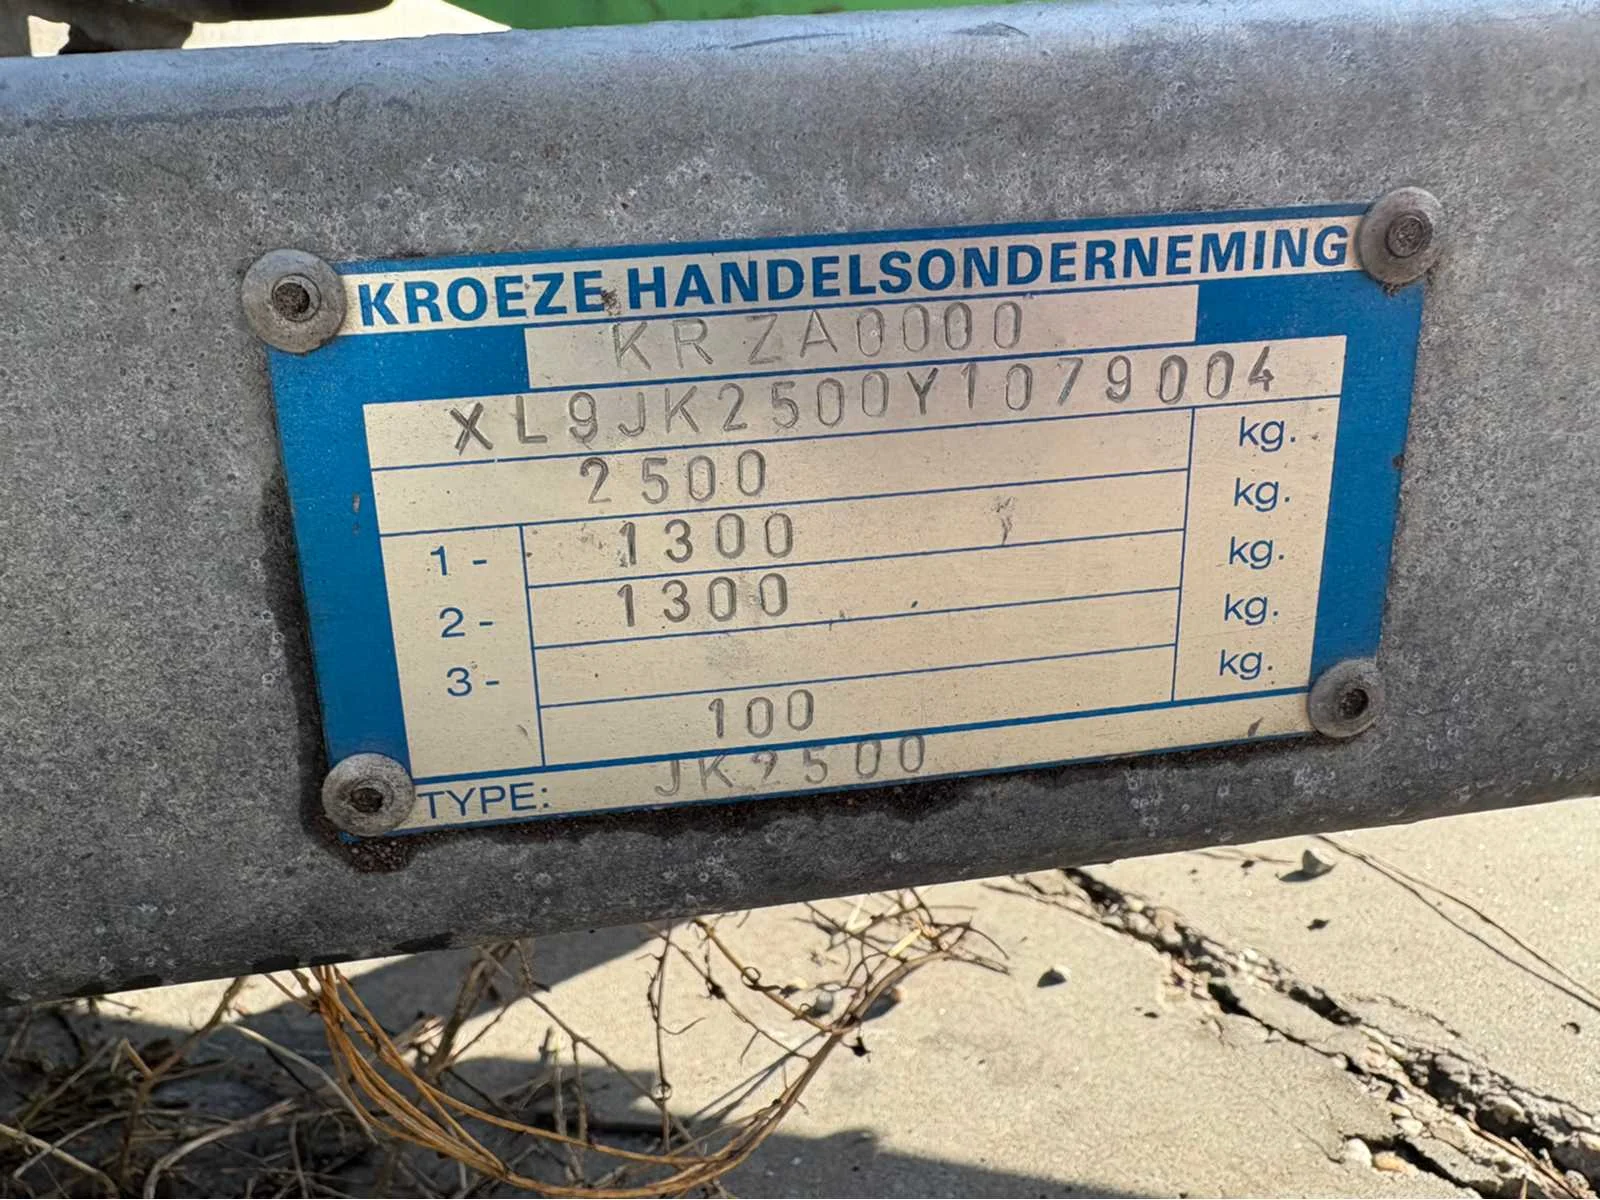 KROEZE HANDELSONDERNEMING
KRZA0000
XL9JK2500Y1079004
2500 kg.
1- 1300 kg.
2- 1300 kg.
3- kg.
100 kg.
TYPE: JK2500